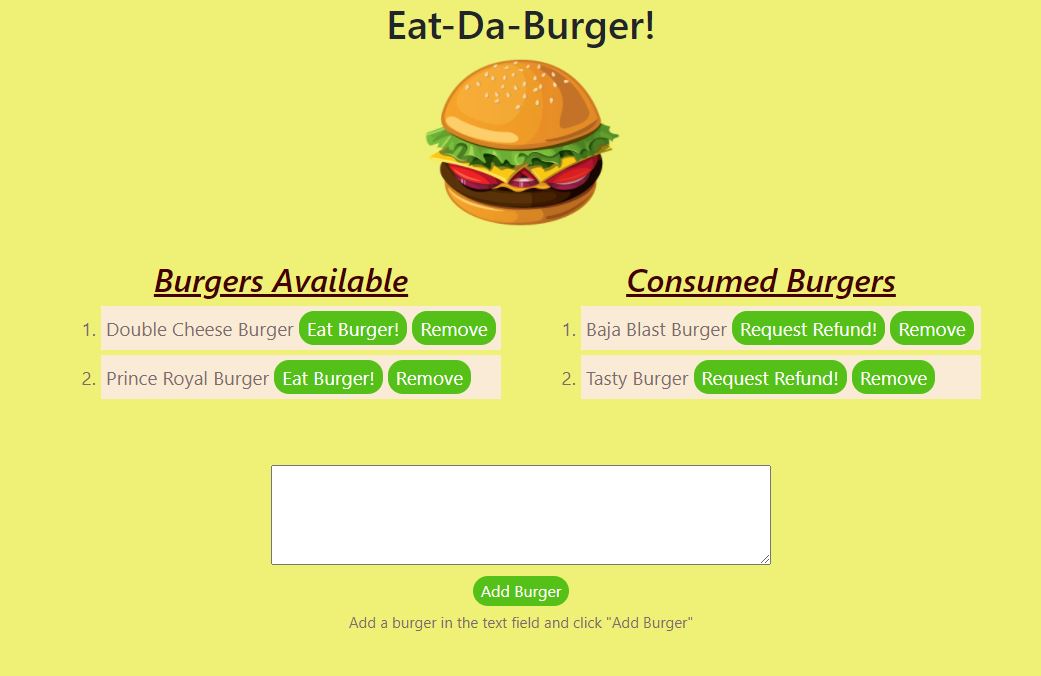 Eat-Da-Burger!
Burgers Available
1. Double Cheese Burger Eat Burger! Remove
2. Prince Royal Burger Eat Burger! Remove
Consumed Burgers
1. Baja Blast Burger Request Refund! Remove
2. Tasty Burger Request Refund! Remove
Add Burger
Add a burger in the text field and click "Add Burger"